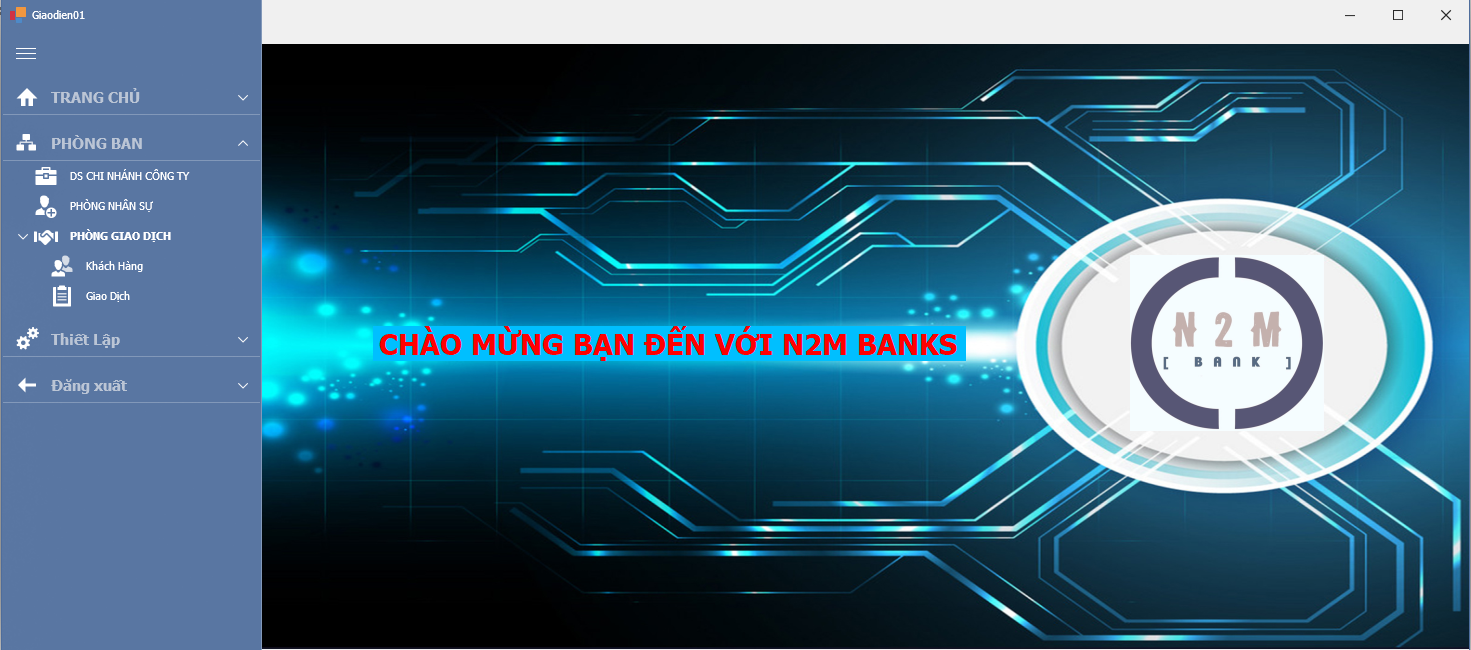 Giaodien01
TRANG CHỦ
PHÒNG BAN
DS CHI NHÁNH CÔNG TY
PHÒNG NHÂN SỰ
PHÒNG GIAO DỊCH
Khách Hàng
Giao Dịch
Thiết Lập
Đăng xuất
CHÀO MỪNG BẠN ĐẾN VỚI N2M BANKS
N 2 M
[ BANK ]